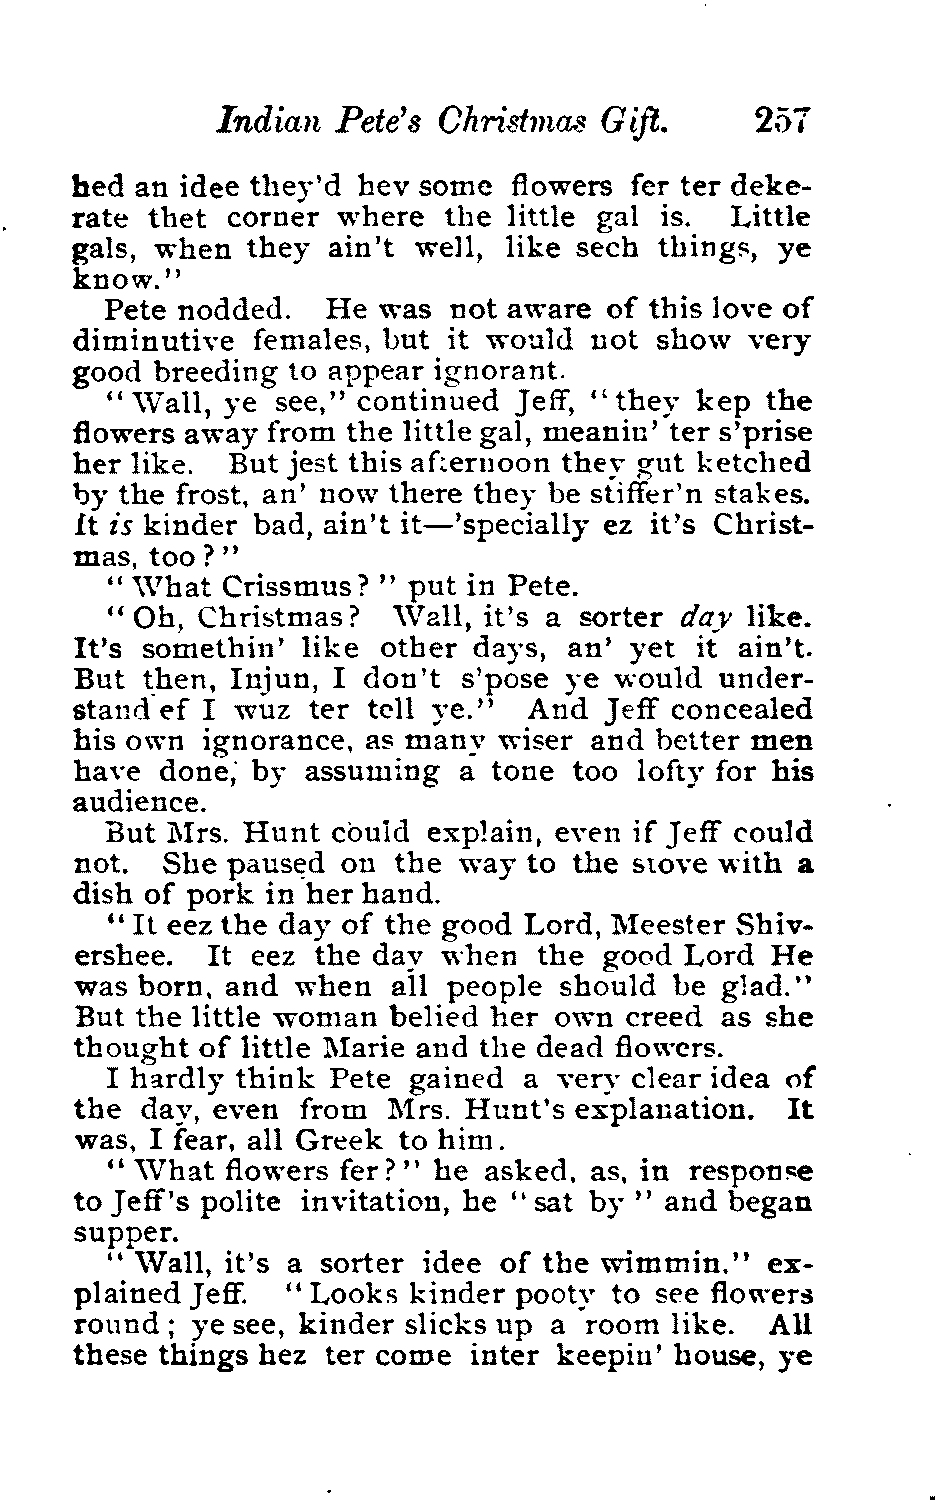 Indian Pete's Christmas Gift. 257
hed an idee they'd hev some flowers fer ter deke-
rate thet corner where the little gal is. Little
gals, when they ain't well, like sech things, ye
know."
Pete nodded. He was not aware of this love of
diminutive females, but it would not show very
good breeding to appear ignorant.
"Wall, ye see," continued Jeff, "they kep the
flowers away from the little gal, meanin' ter s'prise
her like. But jest this afternoon they gut ketched
by the frost, an' now there they be stiffer'n stakes.
It is kinder bad, ain't it—'specially ez it's Christ-
mas, too?"
"What Crissmus?" put in Pete.
"Oh, Christmas? Wall, it's a sorter day like.
It's somethin' like other days, an' yet it ain't.
But then, Injun, I don't s'pose ye would under-
stand ef I wuz ter tell ye." And Jeff concealed
his own ignorance, as many wiser and better men
have done, by assuming a tone too lofty for his
audience.
But Mrs. Hunt could explain, even if Jeff could
not. She paused on the way to the stove with a
dish of pork in her hand.
"It eez the day of the good Lord, Meester Shiv-
ershee. It eez the day when the good Lord He
was born, and when all people should be glad."
But the little woman belied her own creed as she
thought of little Marie and the dead flowers.
I hardly think Pete gained a very clear idea of
the day, even from Mrs. Hunt's explanation. It
was, I fear, all Greek to him.
"What flowers fer?" he asked, as, in response
to Jeff's polite invitation, he "sat by" and began
supper.
"Wall, it's a sorter idee of the wimmin." ex-
plained Jeff. "Looks kinder pooty to see flowers
round; ye see, kinder slicks up a room like. All
these things hez ter come inter keepin' house, ye